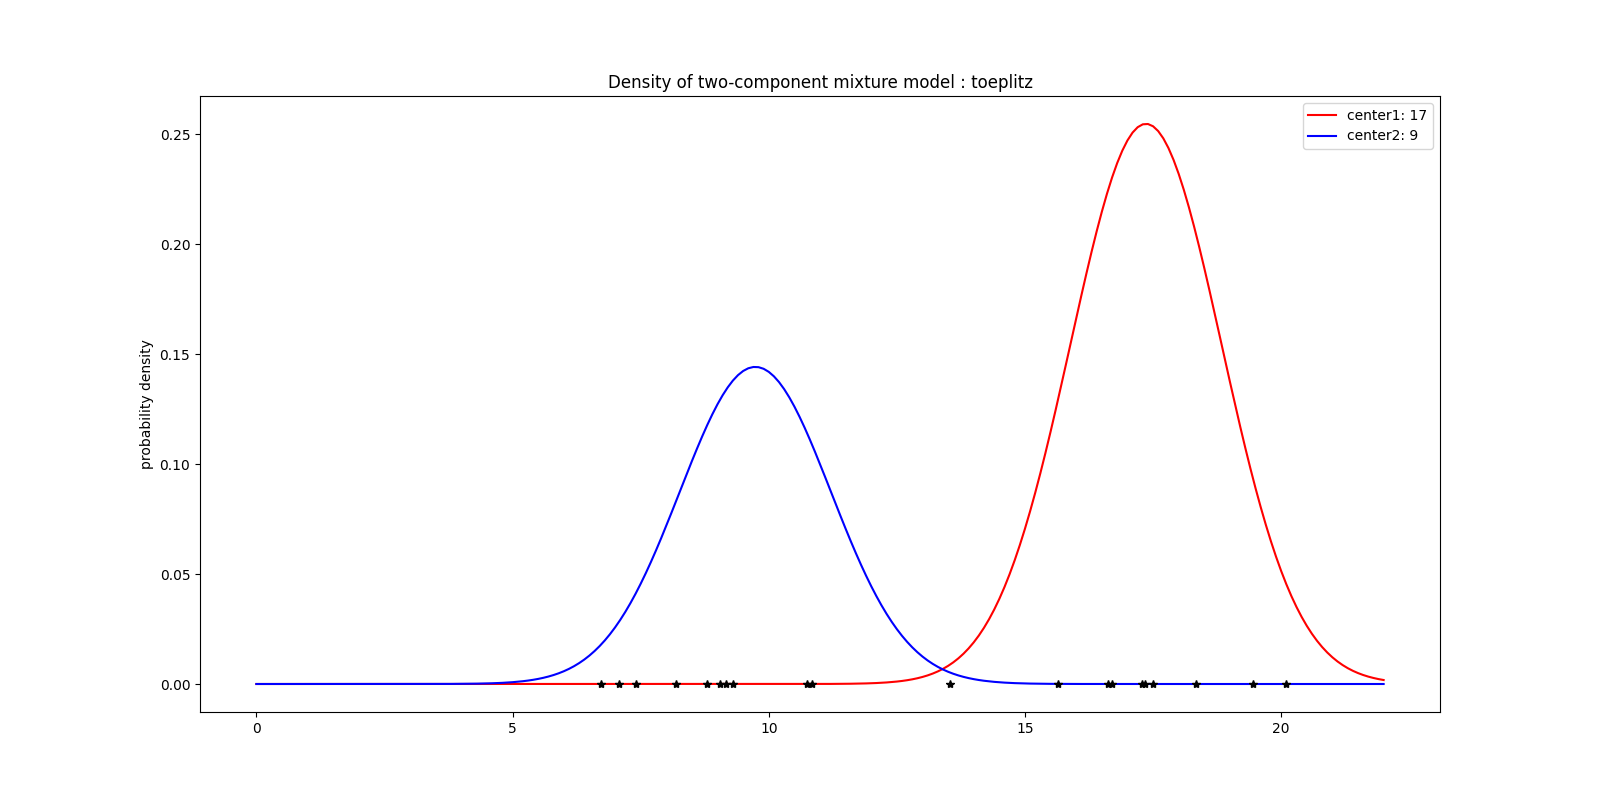 Density of two-component mixture model : toeplitz
center1: 17
center2: 9
probability density
0.25
0.20
0.15
0.10
0.05
0.00
0 5 10 15 20